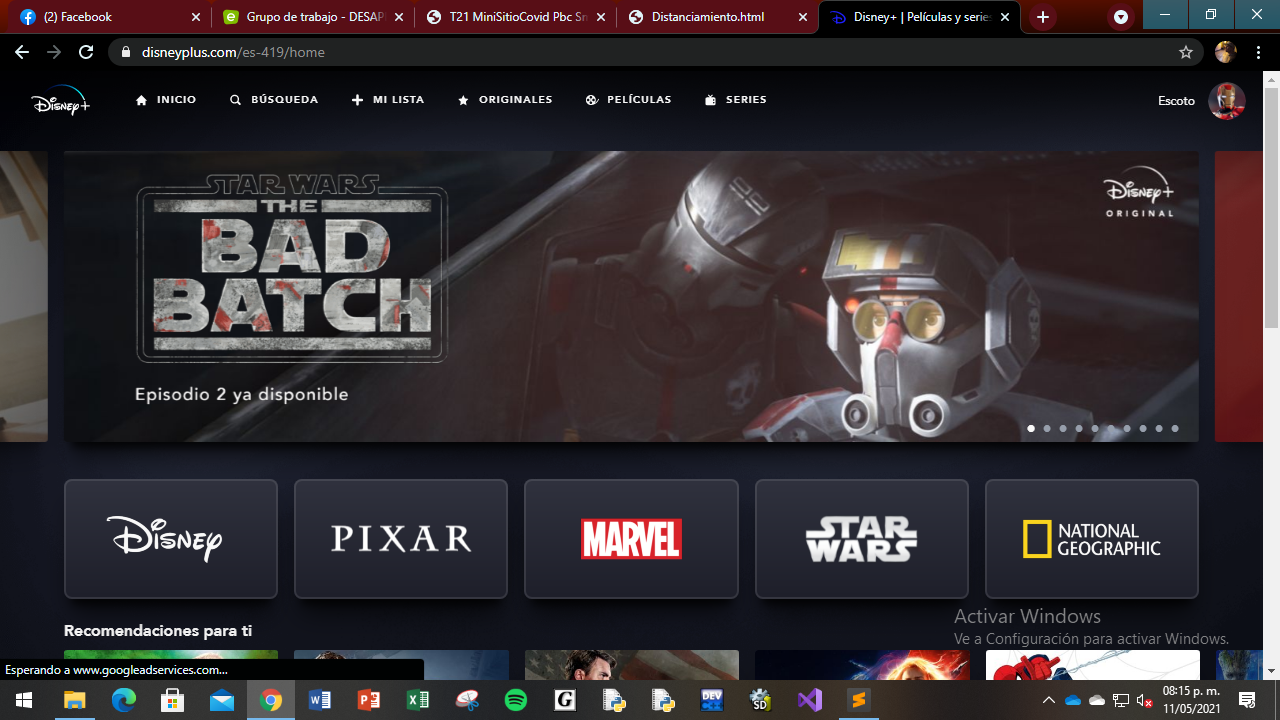 (2) Facebook
Grupo de trabajo - DESAP
T21 MiniSitioCovid Pbc Sn
Distanciamiento.html
Disney+ | Películas y series
disneyplus.com/es-419/home
Disney+
INICIO
BÚSQUEDA
MI LISTA
ORIGINALES
PELÍCULAS
SERIES
Escoto
STAR WARS
THE
BAD
BATCH
Episodio 2 ya disponible
Disney+
ORIGINAL
Disney
PIXAR
MARVEL
STAR
WARS
NATIONAL
GEOGRAPHIC
Recomendaciones para ti
Activar Windows
Ve a Configuración para activar Windows.
Esperando a www.googleadservices.com...
DEV
SD
08:15 p. m.
11/05/2021